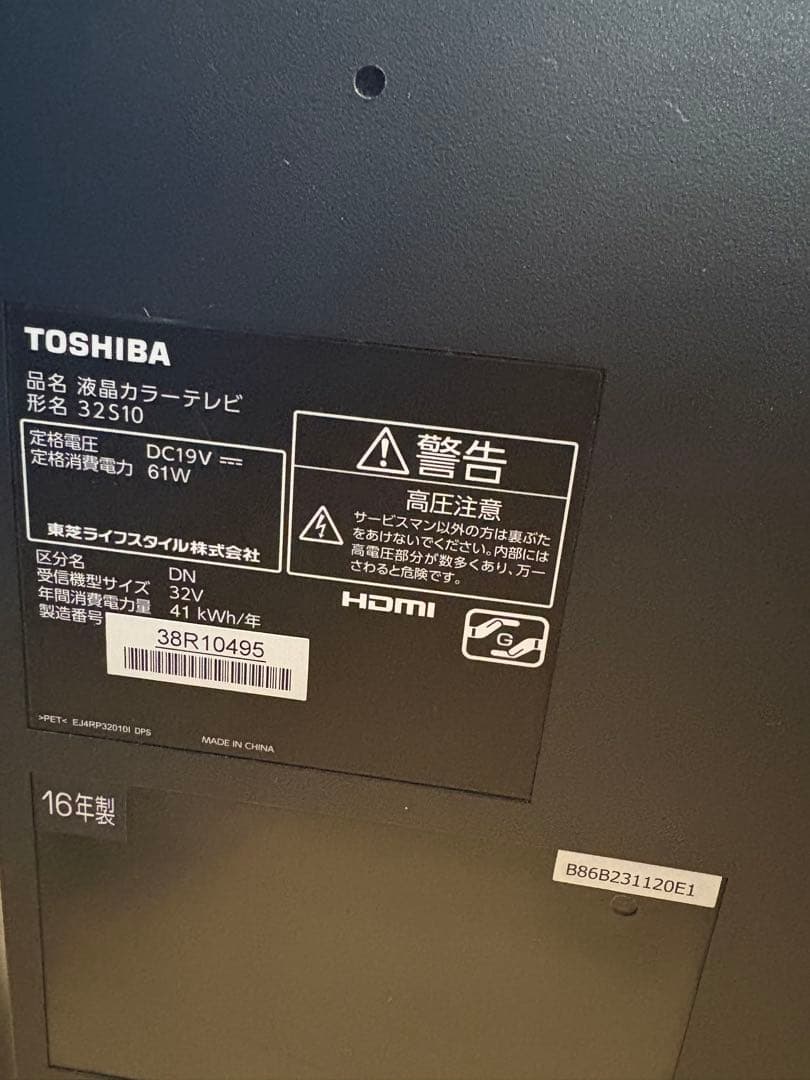 TOSHIBA
品名 液晶カラーテレビ
形名 32S10
定格電圧 DC19V ⎓
定格消費電力 61W
東芝ライフスタイル株式会社
区分名 DN
受信機型サイズ 32V
年間消費電力量 41 kWh/年
製造番号
38R10495
警告
高圧注意
サービスマン以外の方は裏ぶた
をあけないでください。内部には
高電圧部分が数多くあり、万一
さわると危険です。
HDMI
G
>PET< EJ4RP32010I DPS
MADE IN CHINA
16年製
B86B231120E1